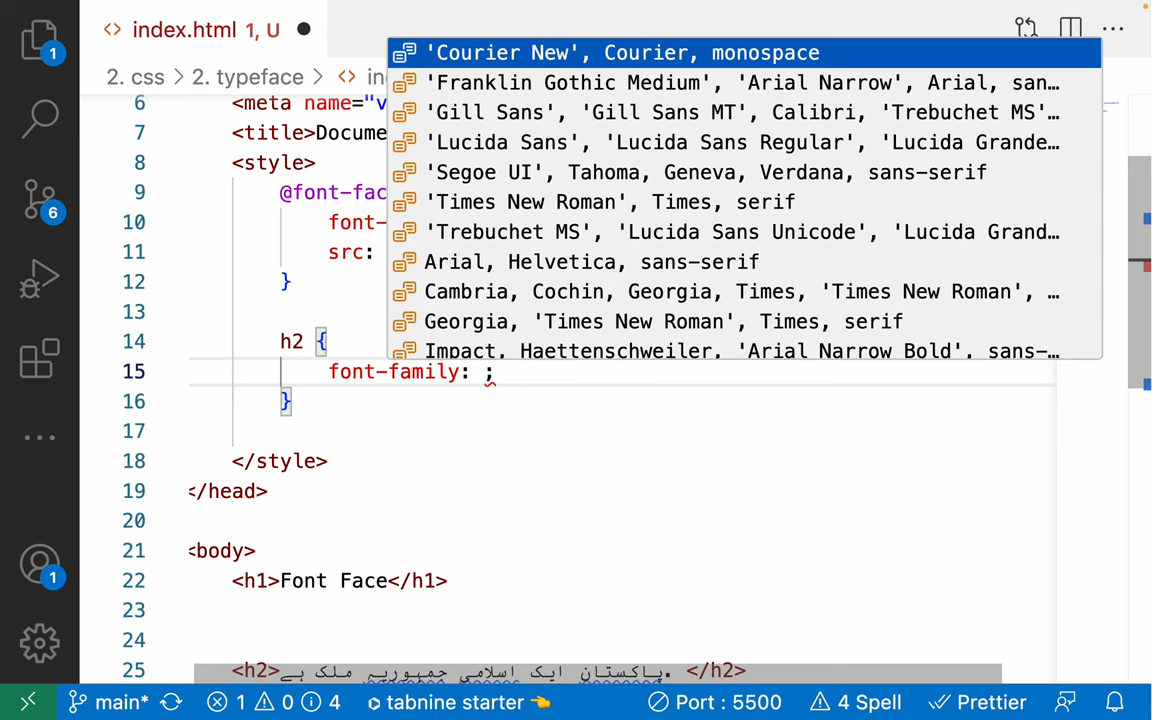 1
<> index.html 1, U
2. css > 2. typeface > <>
6 <meta name="v
7 <title>Docume
8 <style>
9 @font-fac
10 font-
11 src:
12 }
13
14 h2 {
15 font-family: ;
16 }
17
18 </style>
19 </head>
20
21 <body>
22 <h1>Font Face</h1>
23
24
25 <h2>پاکستان ایک اسلامی جمہوریہ ملک ہے. </h2>
'Courier New', Courier, monospace
'Franklin Gothic Medium', 'Arial Narrow', Arial, san…
'Gill Sans', 'Gill Sans MT', Calibri, 'Trebuchet MS'…
'Lucida Sans', 'Lucida Sans Regular', 'Lucida Grande…
'Segoe UI', Tahoma, Geneva, Verdana, sans-serif
'Times New Roman', Times, serif
'Trebuchet MS', 'Lucida Sans Unicode', 'Lucida Grand…
Arial, Helvetica, sans-serif
Cambria, Cochin, Georgia, Times, 'Times New Roman', …
Georgia, 'Times New Roman', Times, serif
Impact, Haettenschweiler, 'Arial Narrow Bold', sans-…
6
1
main* 1 0 4 tabnine starter 👈 Port : 5500 4 Spell Prettier